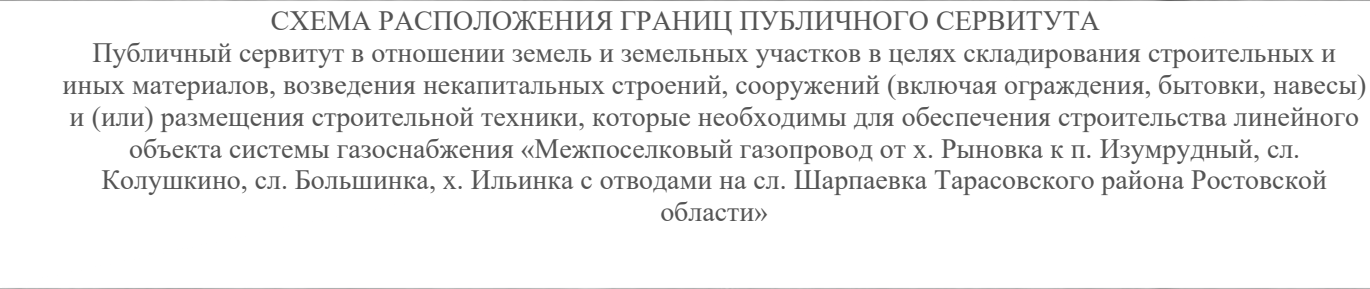 СХЕМА РАСПОЛОЖЕНИЯ ГРАНИЦ ПУБЛИЧНОГО СЕРВИТУТА
Публичный сервитут в отношении земель и земельных участков в целях складирования строительных и
иных материалов, возведения некапитальных строений, сооружений (включая ограждения, бытовки, навесы)
и (или) размещения строительной техники, которые необходимы для обеспечения строительства линейного
объекта системы газоснабжения «Межпоселковый газопровод от х. Рыновка к п. Изумрудный, сл.
Колушкино, сл. Большинка, х. Ильинка с отводами на сл. Шарпаевка Тарасовского района Ростовской
области»